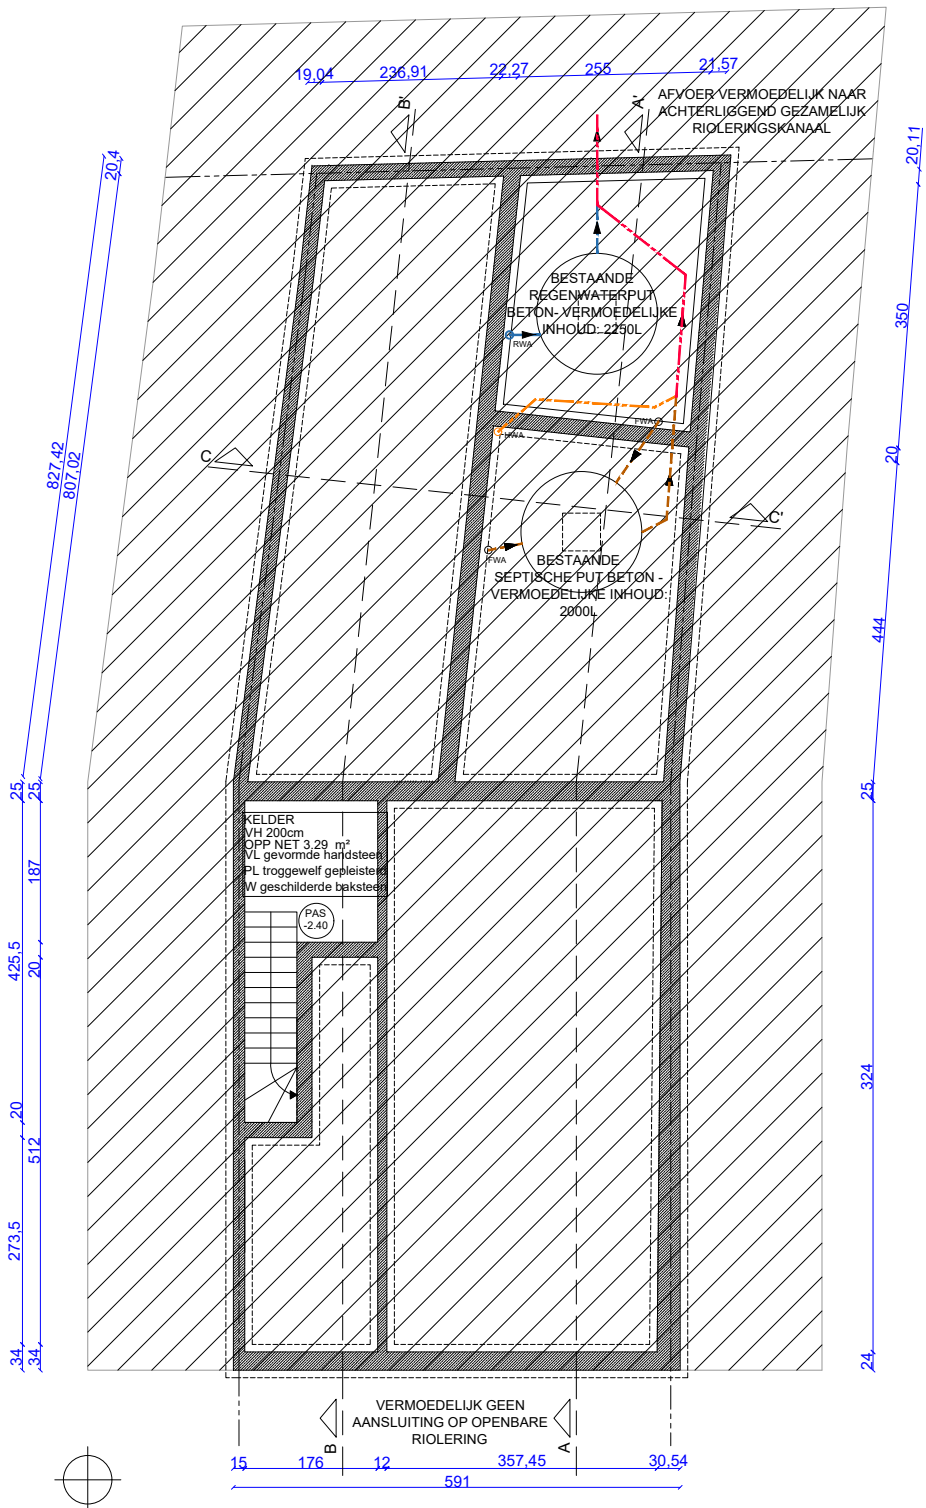 19,04
236,91
22,27
255
21,57
B'
A'
AFVOER VERMOEDELIJK NAAR
ACHTERLIGGEND GEZAMELIJK
RIOLERINGSKANAAL
20,4
20,11
BESTAANDE
REGENWATERPUT
BETON- VERMOEDELIJKE
INHOUD: 2250L
RWA
350
FWA
HWA
C
827,42
807,02
20
C'
FWA
BESTAANDE
SEPTISCHE PUT BETON -
VERMOEDELIJKE INHOUD:
2000L
444
25
25
25
KELDER
VH 200cm
OPP NET 3.29 m²
VL gevormde handsteen
PL troggewelf gepleisterd
W geschilderde baksteen
187
PAS
-2.40
425,5
20
324
20
512
273,5
34
34
24
VERMOEDELIJK GEEN
AANSLUITING OP OPENBARE
RIOLERING
B
A
15
176
12
357,45
30,54
591